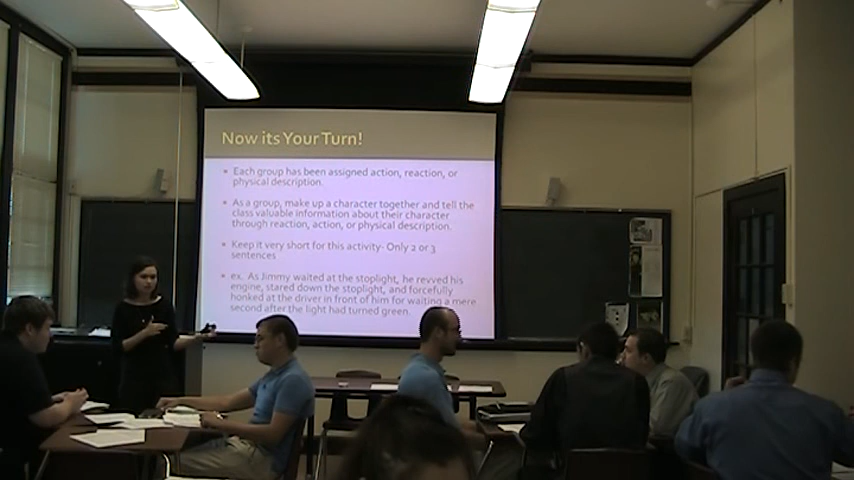 Now its Your Turn!
Each group has been assigned action, reaction, or
physical description.
As a group, make up a character together and tell the
class valuable information about their character
through reaction, action, or physical description.
Keep it very short for this activity- Only 2 or 3
sentences
ex. As Jimmy waited at the stoplight, he revved his
engine, stared down the stoplight, and forcefully
honked at the driver in front of him for waiting a mere
second after the light had turned green.